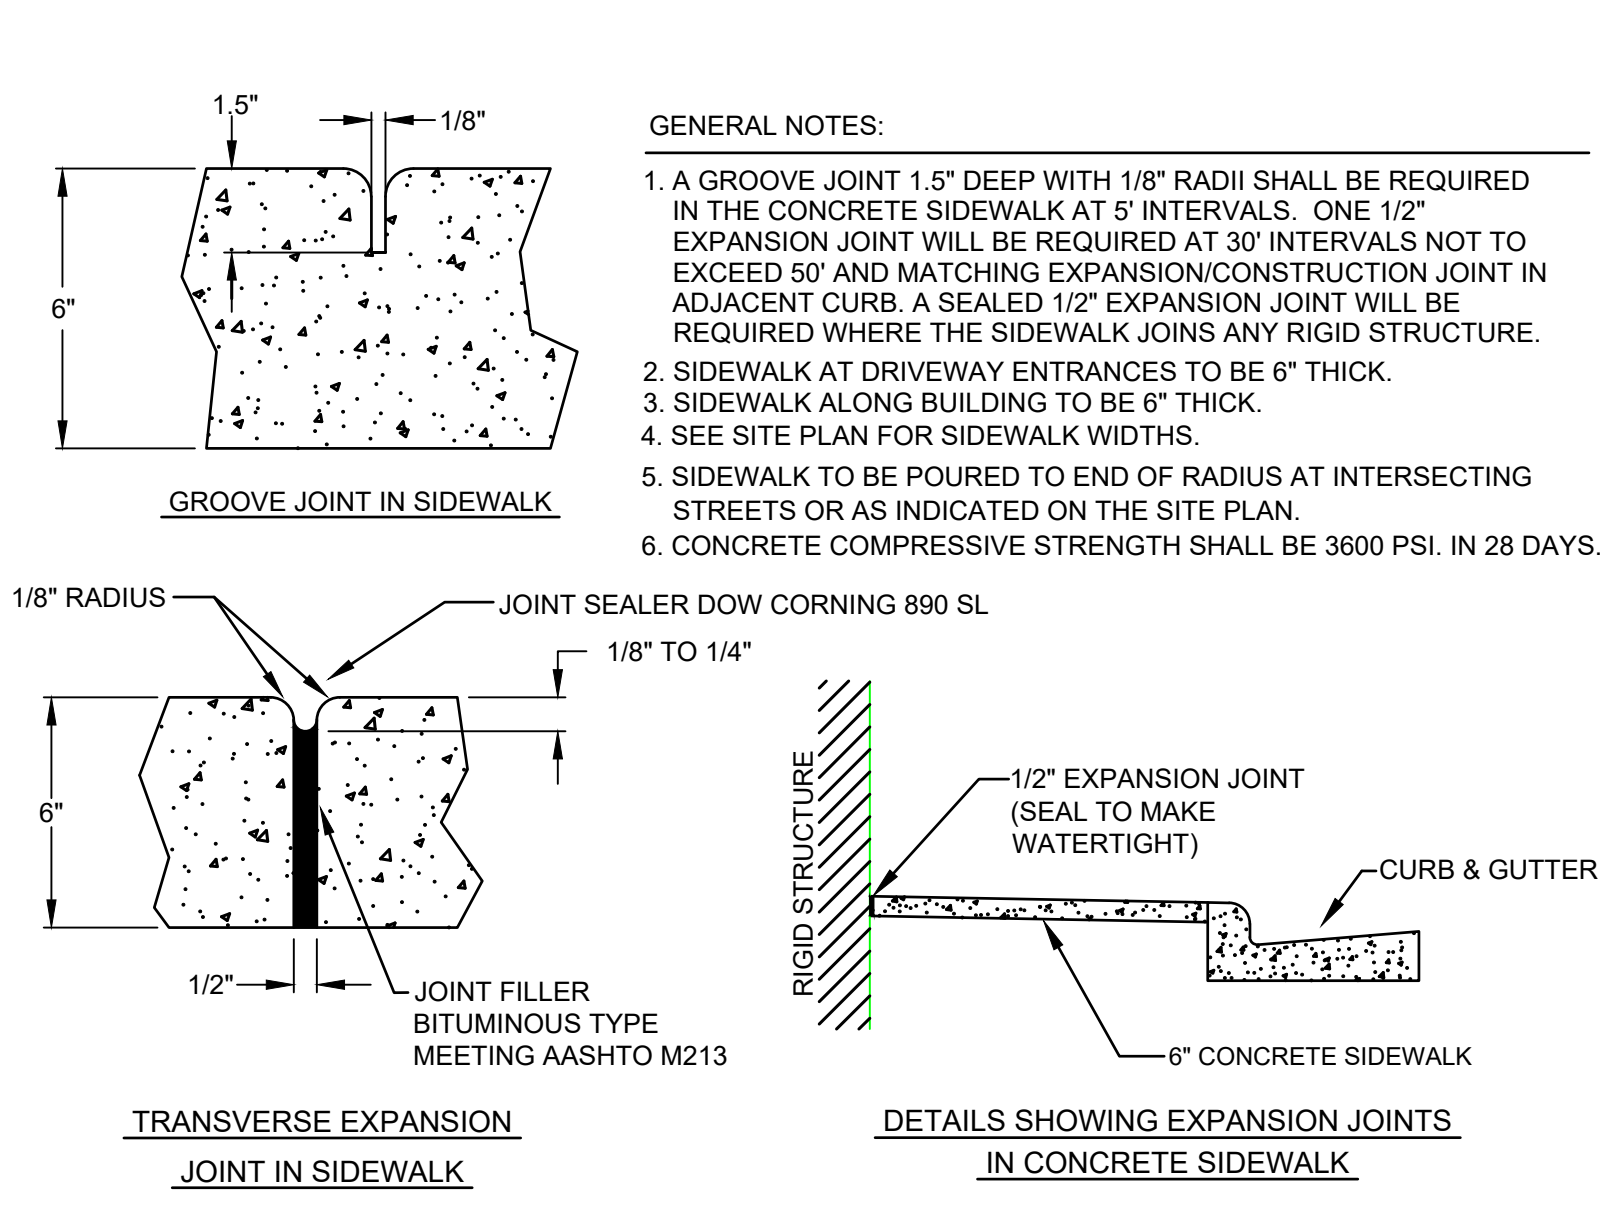 1.5"
1/8"
6"
GROOVE JOINT IN SIDEWALK
GENERAL NOTES:
1. A GROOVE JOINT 1.5" DEEP WITH 1/8" RADII SHALL BE REQUIRED
IN THE CONCRETE SIDEWALK AT 5' INTERVALS. ONE 1/2"
EXPANSION JOINT WILL BE REQUIRED AT 30' INTERVALS NOT TO
EXCEED 50' AND MATCHING EXPANSION/CONSTRUCTION JOINT IN
ADJACENT CURB. A SEALED 1/2" EXPANSION JOINT WILL BE
REQUIRED WHERE THE SIDEWALK JOINS ANY RIGID STRUCTURE.
2. SIDEWALK AT DRIVEWAY ENTRANCES TO BE 6" THICK.
3. SIDEWALK ALONG BUILDING TO BE 6" THICK.
4. SEE SITE PLAN FOR SIDEWALK WIDTHS.
5. SIDEWALK TO BE POURED TO END OF RADIUS AT INTERSECTING
STREETS OR AS INDICATED ON THE SITE PLAN.
6. CONCRETE COMPRESSIVE STRENGTH SHALL BE 3600 PSI. IN 28 DAYS.
1/8" RADIUS
JOINT SEALER DOW CORNING 890 SL
1/8" TO 1/4"
6"
1/2"
JOINT FILLER
BITUMINOUS TYPE
MEETING AASHTO M213
TRANSVERSE EXPANSION
JOINT IN SIDEWALK
RIGID STRUCTURE
1/2" EXPANSION JOINT
(SEAL TO MAKE
WATERTIGHT)
CURB & GUTTER
6" CONCRETE SIDEWALK
DETAILS SHOWING EXPANSION JOINTS
IN CONCRETE SIDEWALK